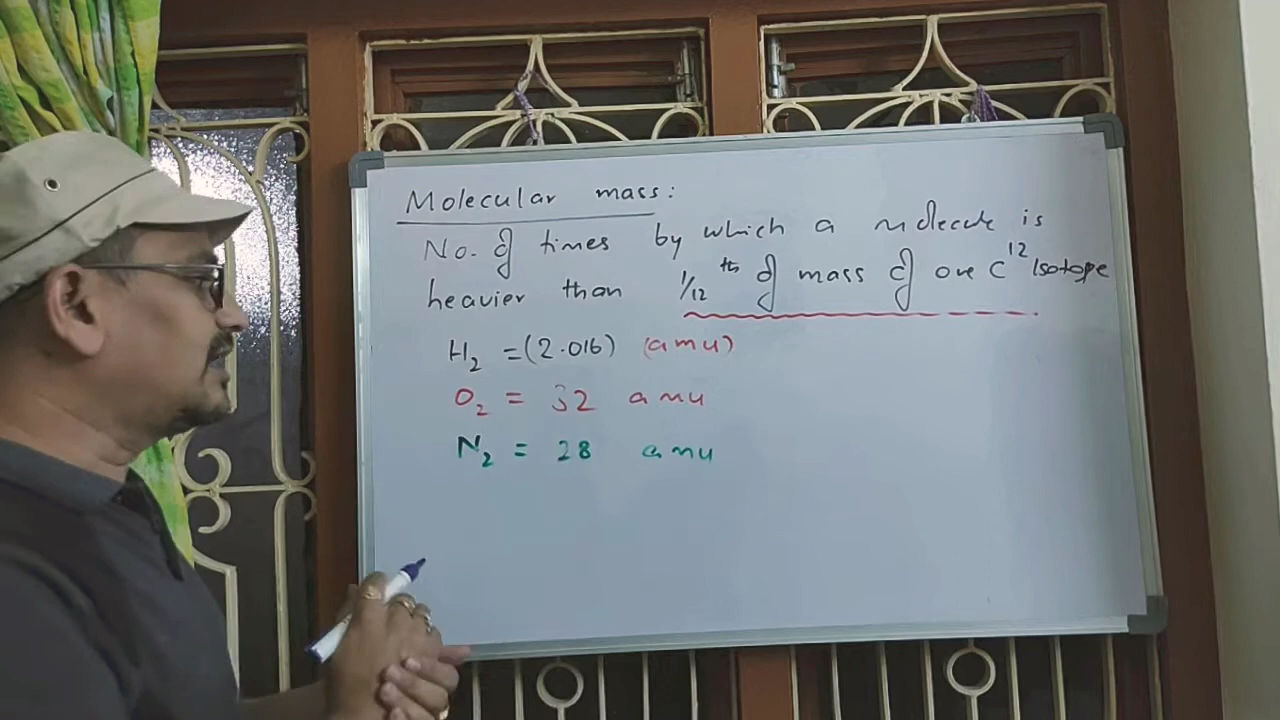 Molecular mass:
No. of times by which a molecule is
heavier than 1/12 th of mass of one C12 Isotope
H2 = (2.016) (amu)
O2 = 32 amu
N2 = 28 amu